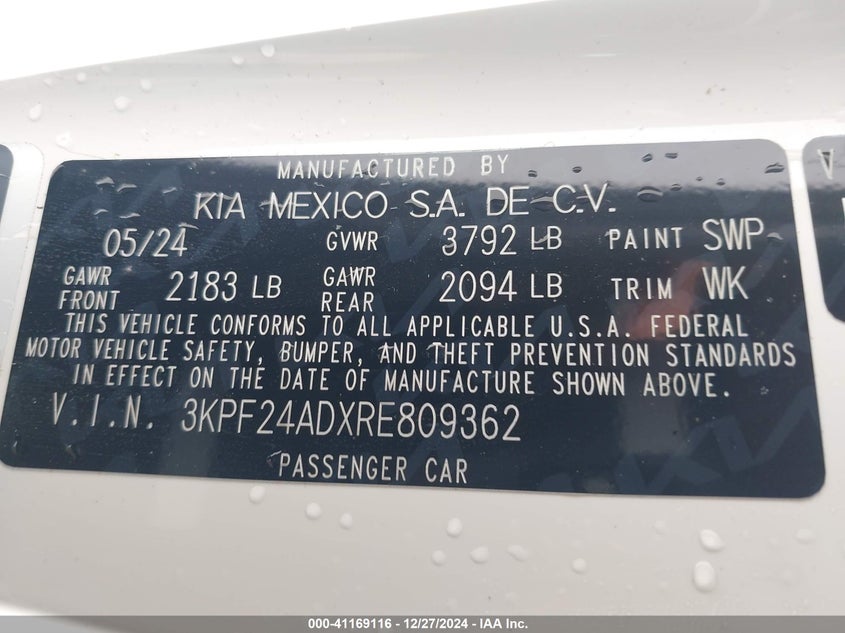 MANUFACTURED BY
KIA MEXICO S.A. DE C.V.
05/24 GVWR 3792 LB PAINT SWP
GAWR FRONT 2183 LB GAWR REAR 2094 LB TRIM WK
THIS VEHICLE CONFORMS TO ALL APPLICABLE U.S.A. FEDERAL
MOTOR VEHICLE SAFETY, BUMPER, AND THEFT PREVENTION STANDARDS
IN EFFECT ON THE DATE OF MANUFACTURE SHOWN ABOVE.
V.I.N. 3KPF24ADXRE809362
PASSENGER CAR
V
000-41169116 - 12/27/2024 - IAA Inc.